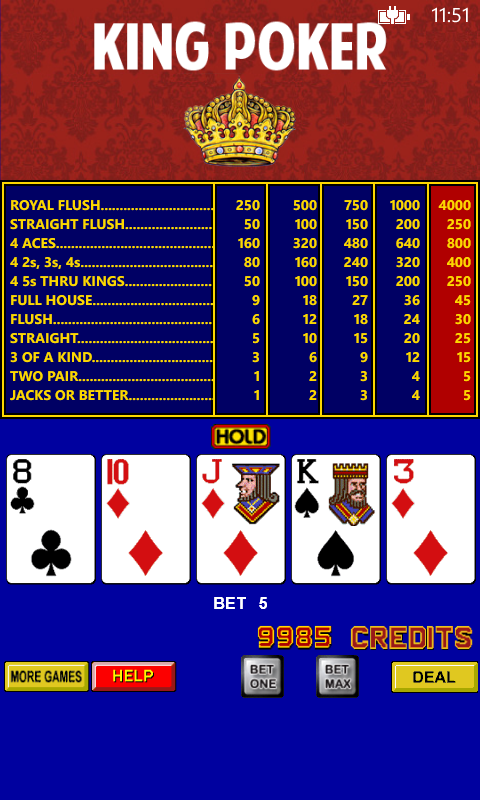 11:51
KING POKER
ROYAL FLUSH 250 500 750 1000 4000
STRAIGHT FLUSH 50 100 150 200 250
4 ACES 160 320 480 640 800
4 2s, 3s, 4s 80 160 240 320 400
4 5s THRU KINGS 50 100 150 200 250
FULL HOUSE 9 18 27 36 45
FLUSH 6 12 18 24 30
STRAIGHT 5 10 15 20 25
3 OF A KIND 3 6 9 12 15
TWO PAIR 1 2 3 4 5
JACKS OR BETTER 1 2 3 4 5
HOLD
8 10 J K 3
BET 5
9985 CREDITS
MORE GAMES HELP BET ONE BET MAX DEAL